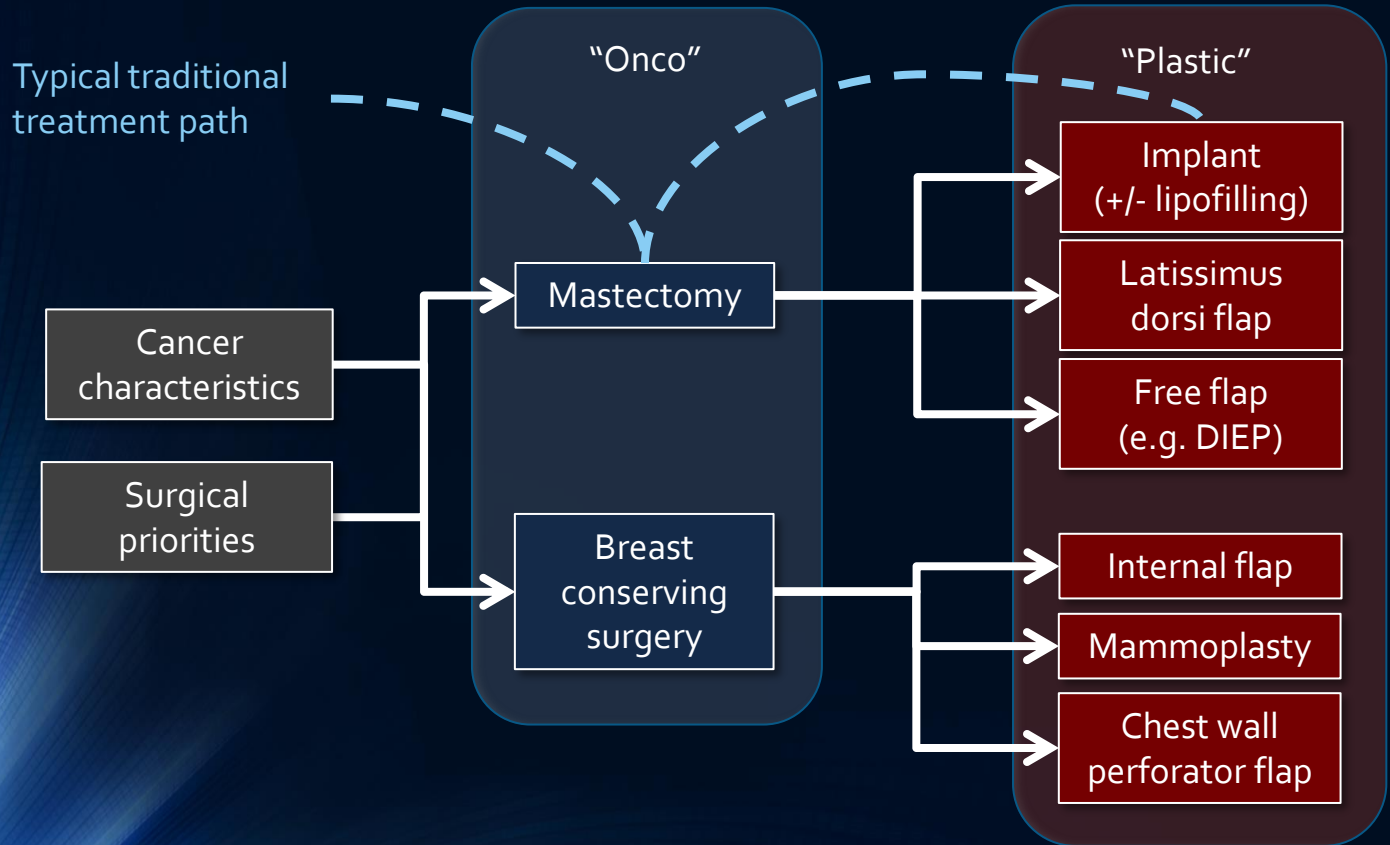 Typical traditional
treatment path
“Onco”
“Plastic”
Cancer
characteristics
Surgical
priorities
Mastectomy
Breast
conserving
surgery
Implant
(+/- lipofilling)
Latissimus
dorsi flap
Free flap
(e.g. DIEP)
Internal flap
Mammoplasty
Chest wall
perforator flap